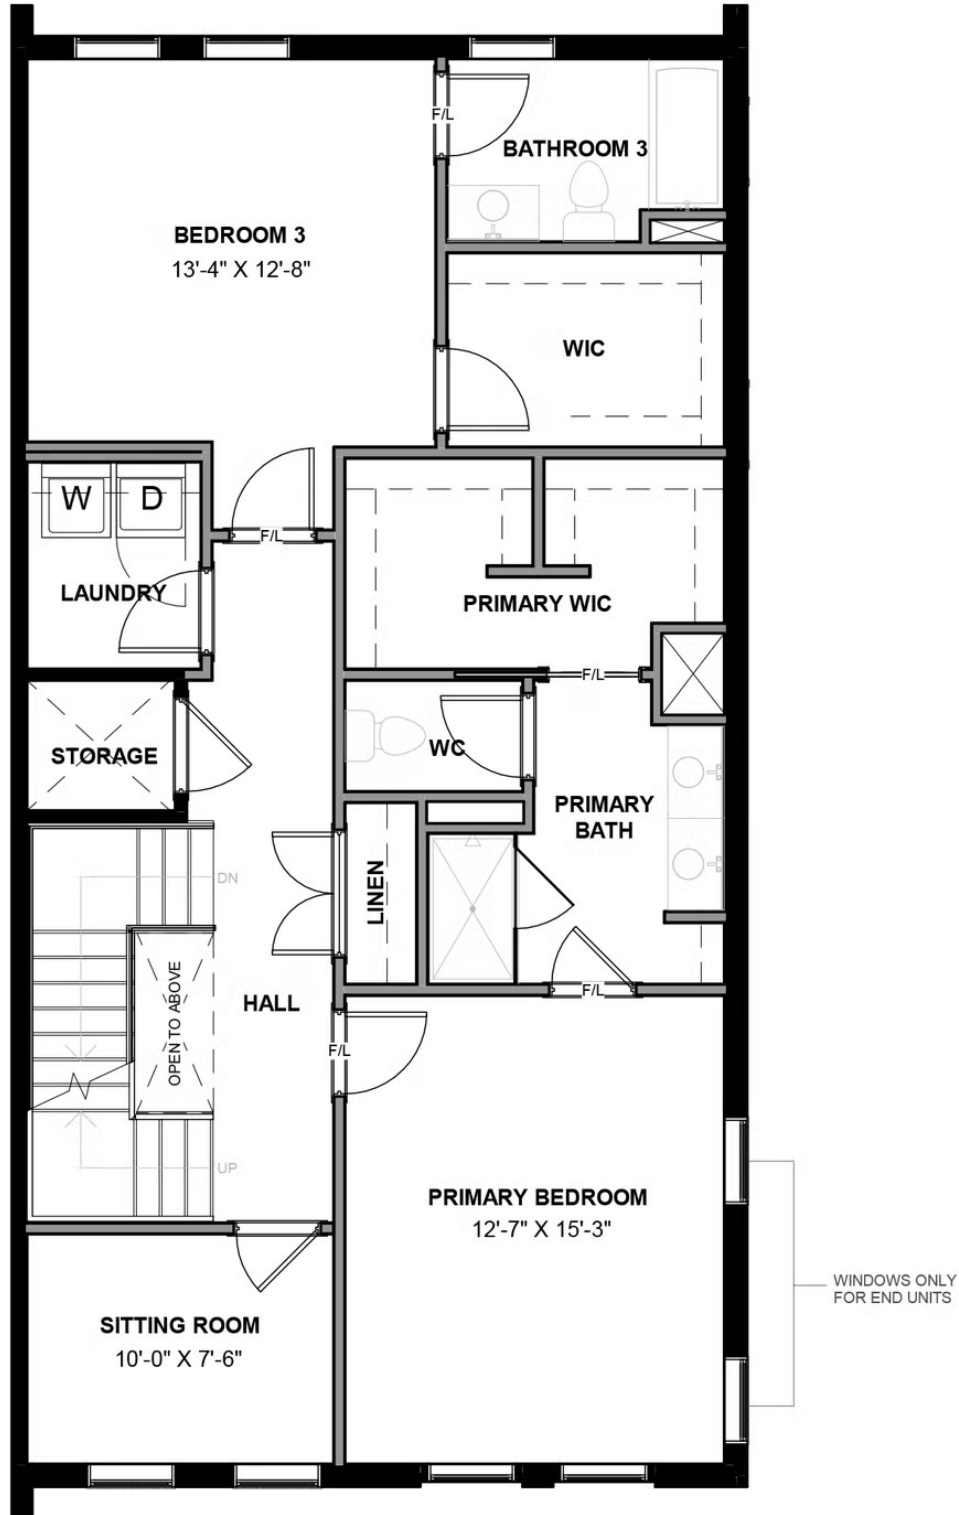 F/L
BATHROOM 3
BEDROOM 3
13'-4" X 12'-8"
WIC
W
D
F/L
LAUNDRY
PRIMARY WIC
F/L
WC
STORAGE
PRIMARY
BATH
DN
LINEN
OPEN TO ABOVE
HALL
F/L
F/L
UP
PRIMARY BEDROOM
12'-7" X 15'-3"
WINDOWS ONLY
FOR END UNITS
SITTING ROOM
10'-0" X 7'-6"